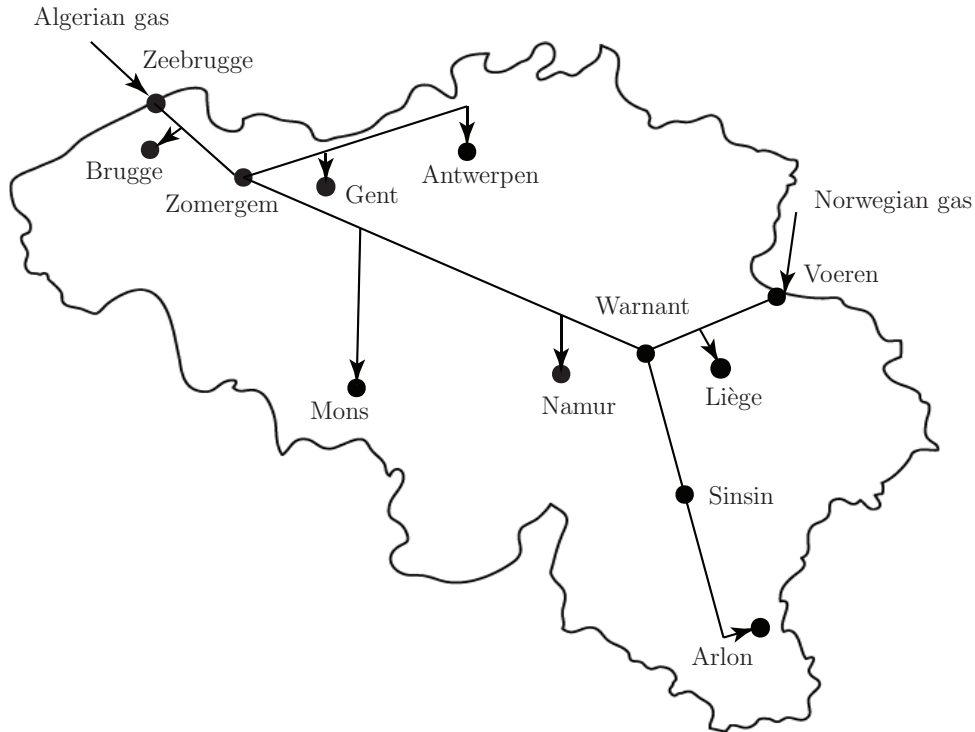 Algerian gas
Zeebrugge
Brugge
Zomergem
Gent
Antwerpen
Norwegian gas
Voeren
Warnant
Liège
Namur
Mons
Sinsin
Arlon